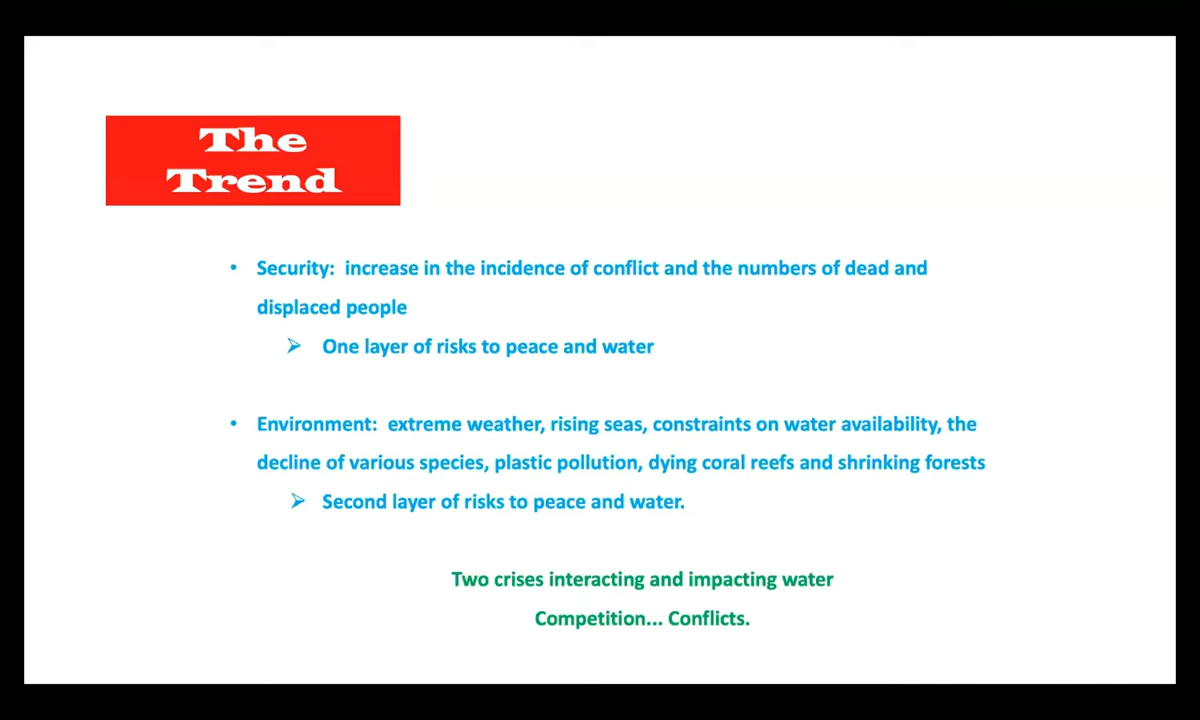 The
Trend
• Security:  increase in the incidence of conflict and the numbers of dead and
displaced people
➢ One layer of risks to peace and water
• Environment:  extreme weather, rising seas, constraints on water availability, the
decline of various species, plastic pollution, dying coral reefs and shrinking forests
➢ Second layer of risks to peace and water.
Two crises interacting and impacting water
Competition... Conflicts.